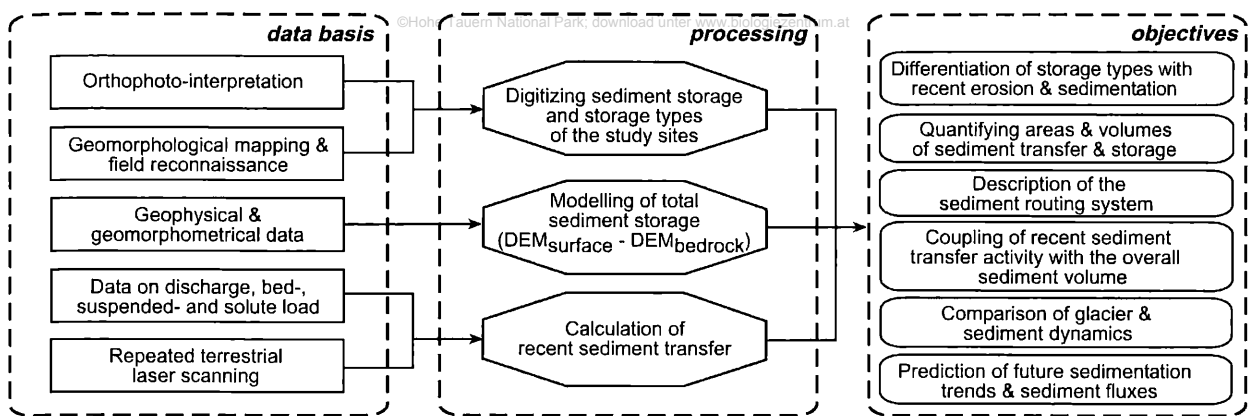 ©Hohe Tauern National Park; download unter www.biologiezentrum.at
data basis
Orthophoto-interpretation
Geomorphological mapping &
field reconnaissance
Geophysical &
geomorphometrical data
Data on discharge, bed-,
suspended- and solute load
Repeated terrestrial
laser scanning
processing
Digitizing sediment storage
and storage types
of the study sites
Modelling of total
sediment storage
(DEMsurface - DEMbedrock)
Calculation of
recent sediment transfer
objectives
Differentiation of storage types with
recent erosion & sedimentation
Quantifying areas & volumes
of sediment transfer & storage
Description of the
sediment routing system
Coupling of recent sediment
transfer activity with the overall
sediment volume
Comparison of glacier &
sediment dynamics
Prediction of future sedimentation
trends & sediment fluxes